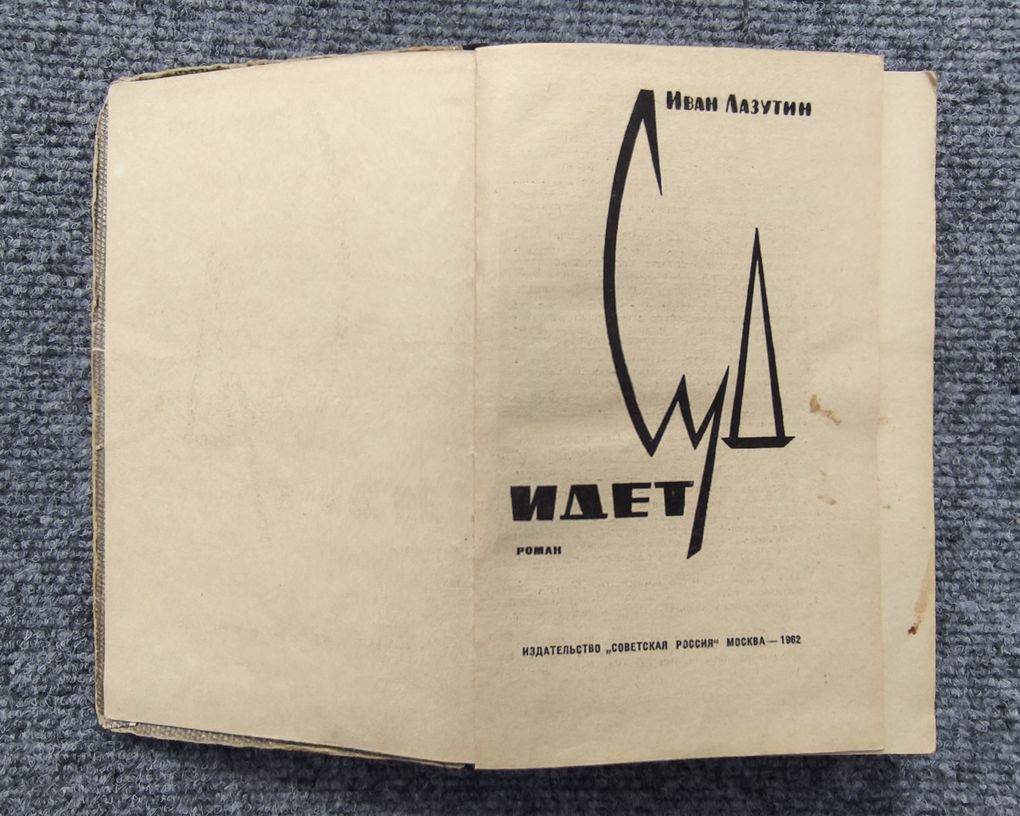 Иван Лазутин
Суд
ИДЕТ
РОМАН
ИЗДАТЕЛЬСТВО „СОВЕТСКАЯ РОССИЯ“ МОСКВА — 1962